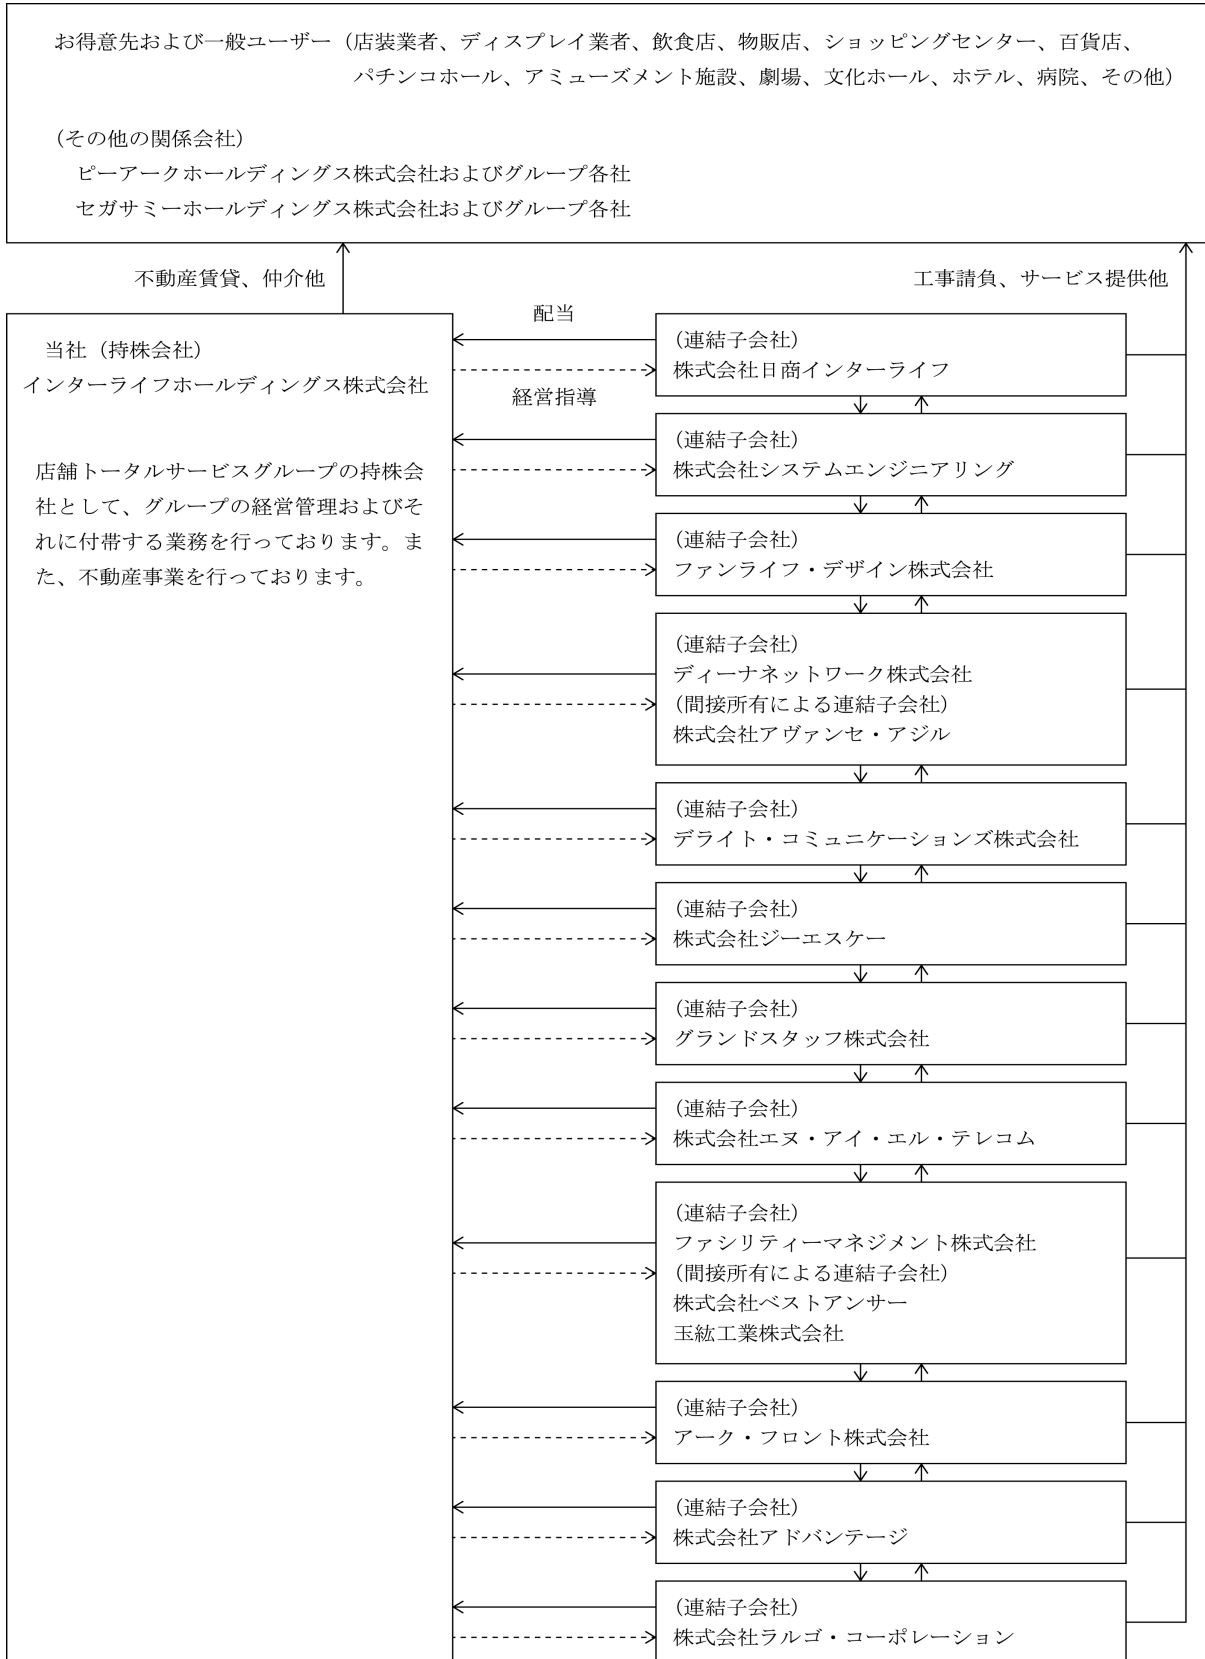 お得意先および一般ユーザー（店装業者、ディスプレイ業者、飲食店、物販店、ショッピングセンター、百貨店、
パチンコホール、アミューズメント施設、劇場、文化ホール、ホテル、病院、その他）
（その他の関係会社）
ピーアークホールディングス株式会社およびグループ各社
セガサミーホールディングス株式会社およびグループ各社
不動産賃貸、仲介他
工事請負、サービス提供他
当社（持株会社）
インターライフホールディングス株式会社
店舗トータルサービスグループの持株会
社として、グループの経営管理およびそ
れに付帯する業務を行っております。ま
た、不動産事業を行っております。
配当
経営指導
（連結子会社）
株式会社日商インターライフ
（連結子会社）
株式会社システムエンジニアリング
（連結子会社）
ファンライフ・デザイン株式会社
（連結子会社）
ディーナネットワーク株式会社
（間接所有による連結子会社）
株式会社アヴァンセ・アジル
（連結子会社）
デライト・コミュニケーションズ株式会社
（連結子会社）
株式会社ジーエスケー
（連結子会社）
グランドスタッフ株式会社
（連結子会社）
株式会社エヌ・アイ・エル・テレコム
（連結子会社）
ファシリティーマネジメント株式会社
（間接所有による連結子会社）
株式会社ベストアンサー
玉紘工業株式会社
（連結子会社）
アーク・フロント株式会社
（連結子会社）
株式会社アドバンテージ
（連結子会社）
株式会社ラルゴ・コーポレーション